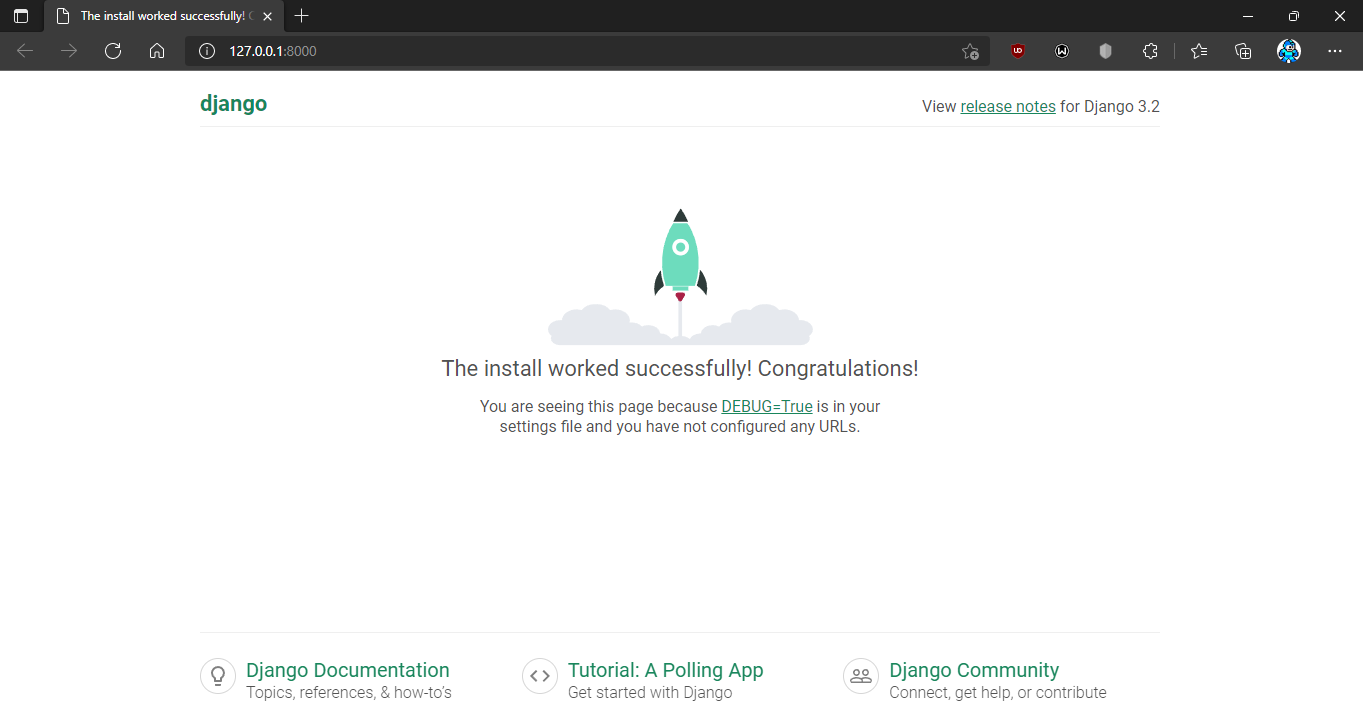 The install worked successfully!
127.0.0.1:8000
django
View release notes for Django 3.2
The install worked successfully! Congratulations!
You are seeing this page because DEBUG=True is in your
settings file and you have not configured any URLs.
Django Documentation
Topics, references, & how-to’s
Tutorial: A Polling App
Get started with Django
Django Community
Connect, get help, or contribute